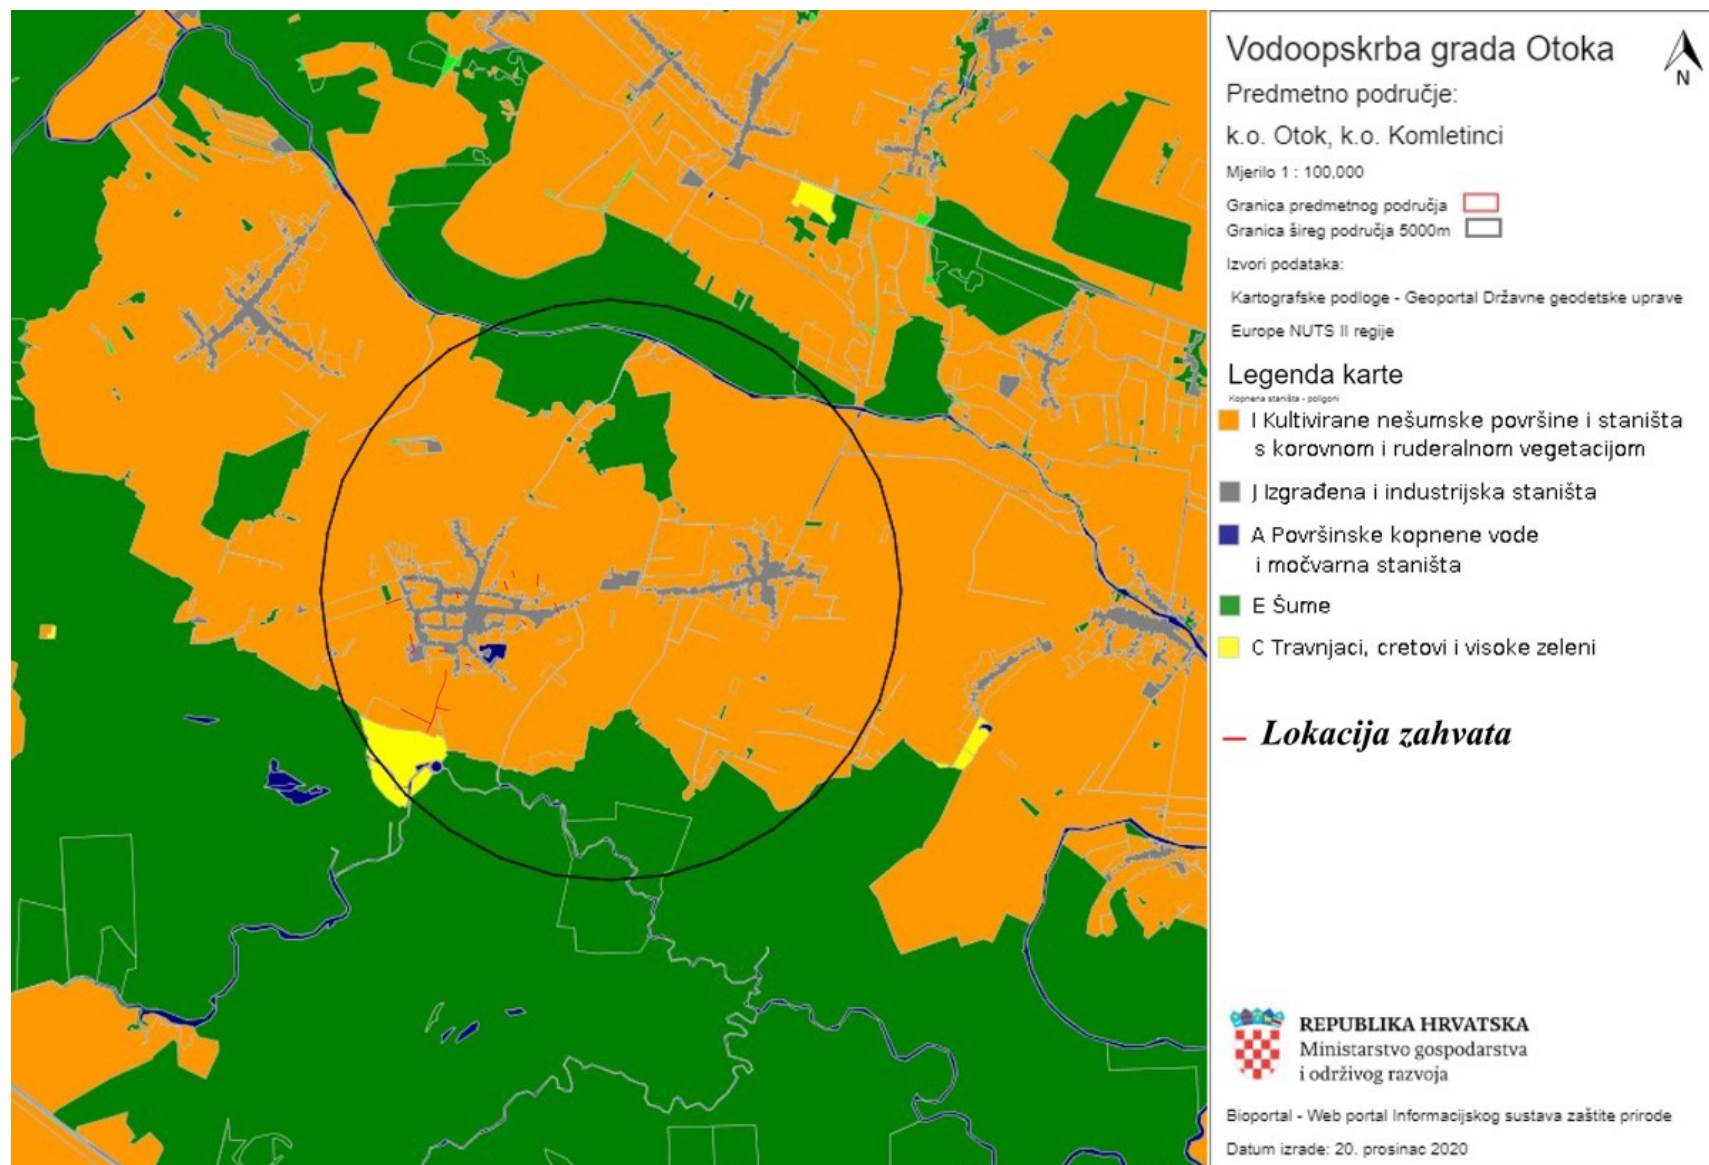 Vodoopskrba grada Otoka
N
Predmetno područje:
k.o. Otok, k.o. Komletinci
Mjerilo 1 : 100,000
Granica predmetnog područja
Granica šireg područja 5000m
Izvori podataka:
Kartografske podloge - Geoportal Državne geodetske uprave
Europe NUTS II regije
Legenda karte
Kopnena staništa - poligoni
I Kultivirane nešumske površine i staništa
s korovnom i ruderalnom vegetacijom
J Izgrađena i industrijska staništa
A Površinske kopnene vode
i močvarna staništa
E Šume
C Travnjaci, cretovi i visoke zeleni
Lokacija zahvata
REPUBLIKA HRVATSKA
Ministarstvo gospodarstva
i održivog razvoja
Bioportal - Web portal Informacijskog sustava zaštite prirode
Datum izrade: 20. prosinac 2020